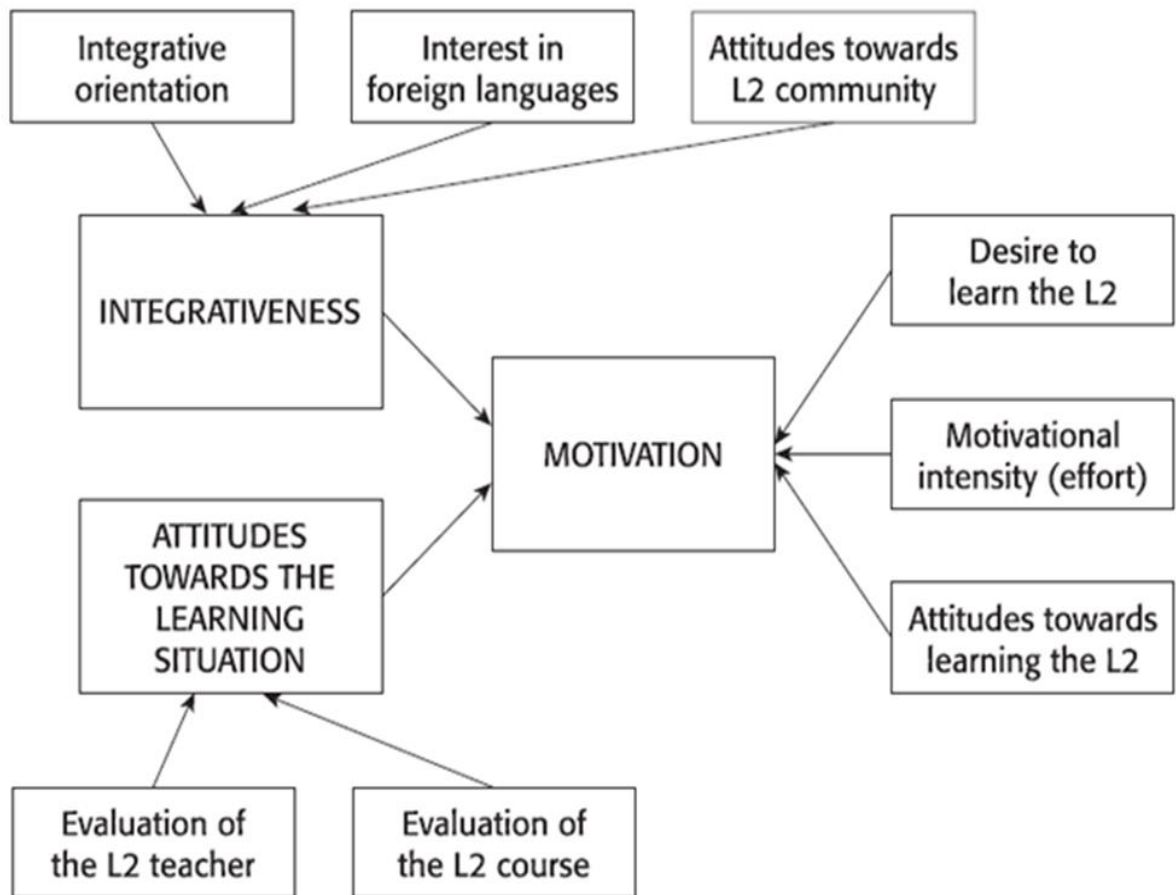 Integrative
orientation
Interest in
foreign languages
Attitudes towards
L2 community
INTEGRATIVENESS
Desire to
learn the L2
MOTIVATION
Motivational
intensity (effort)
ATTITUDES
TOWARDS THE
LEARNING
SITUATION
Attitudes towards
learning the L2
Evaluation of
the L2 teacher
Evaluation of
the L2 course